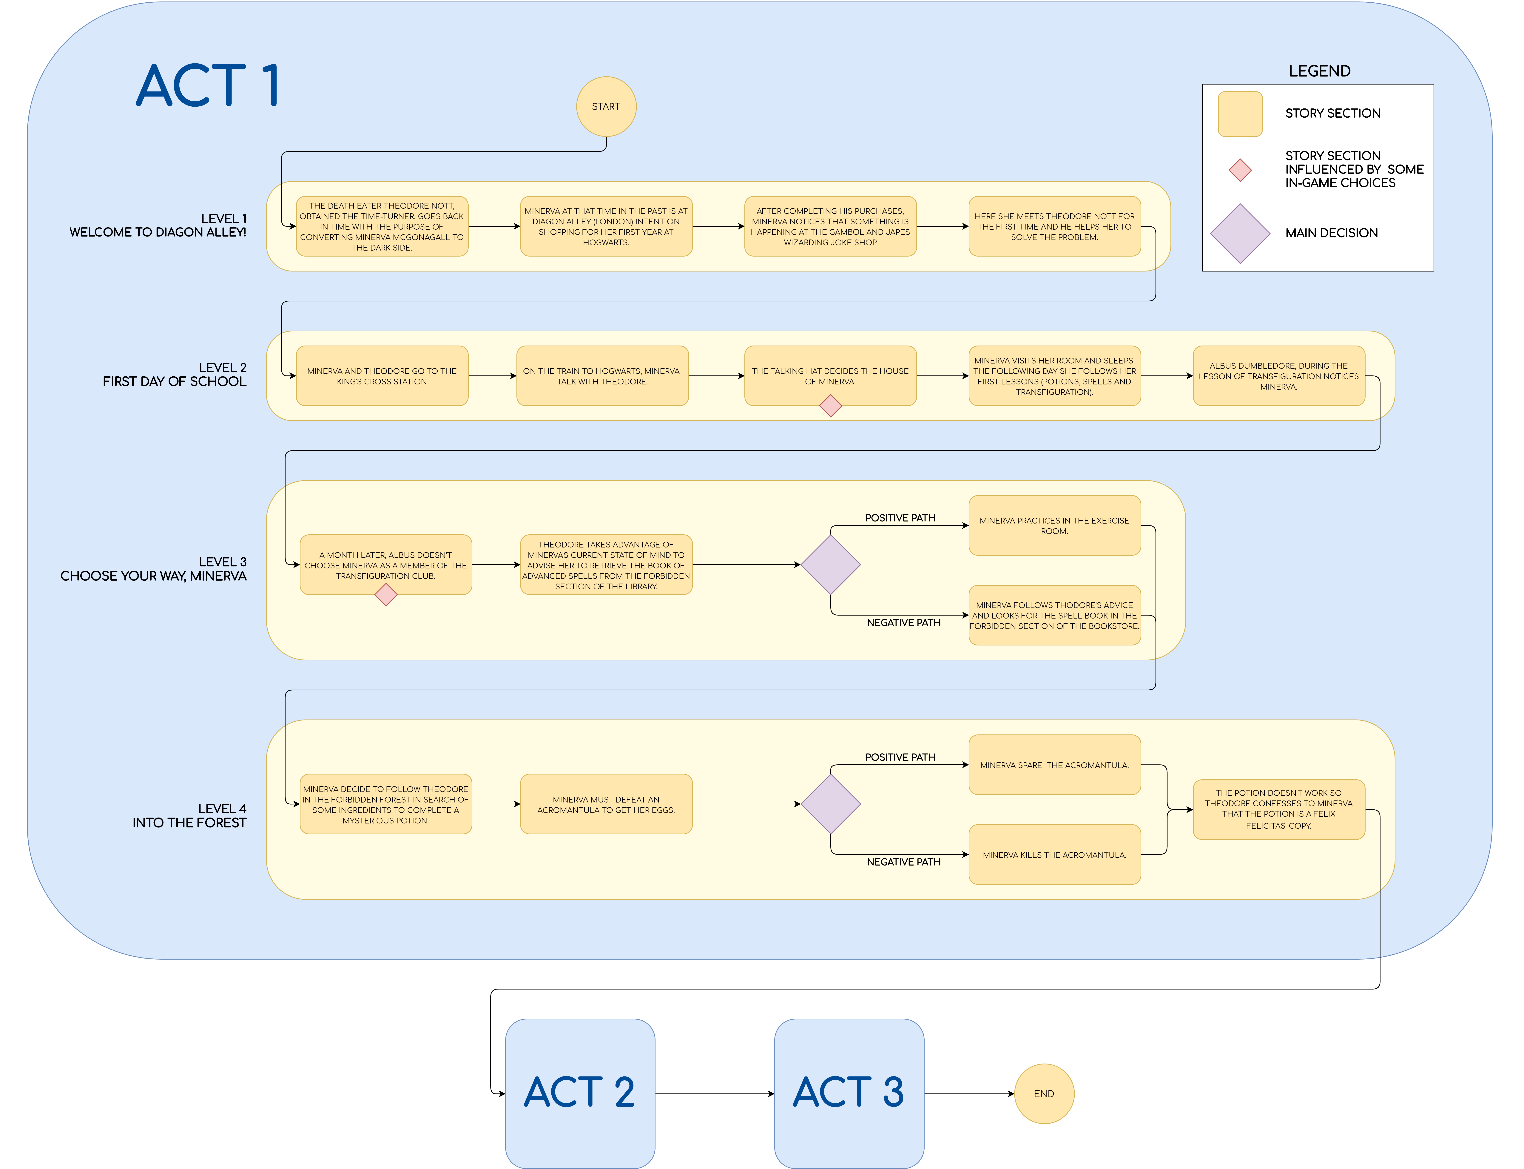 ACT 1
START
LEGEND
STORY SECTION
STORY SECTION
INFLUENCED BY SOME
IN-GAME CHOICES
MAIN DECISION
LEVEL 1
WELCOME TO DIAGON ALLEY!
THE DEATH EATER THEODORE NOTT,
OBTAINED THE TIME-TURNER, GOES BACK
IN TIME WITH THE PURPOSE OF
CONVERTING MINERVA MCGONAGALL TO
THE DARK SIDE.
MINERVA AT THAT TIME IN THE PAST IS AT
DIAGON ALLEY (LONDON) INTENT ON
SHOPPING FOR HER FIRST YEAR AT
HOGWARTS.
AFTER COMPLETING HIS PURCHASES,
MINERVA NOTICES THAT SOMETHING IS
HAPPENING AT THE GAMBOL AND JAPES
WIZARDING JOKE SHOP.
HERE SHE MEETS THEODORE NOTT FOR
THE FIRST TIME AND HE HELPS HER TO
SOLVE THE PROBLEM.
LEVEL 2
FIRST DAY OF SCHOOL
MINERVA AND THEODORE GO TO THE
KING'S CROSS STATION.
ON THE TRAIN TO HOGWARTS, MINERVA
TALK WITH THEODORE.
THE TALKING HAT DECIDES THE HOUSE
OF MINERVA.
MINERVA VISITS HER ROOM AND SLEEPS.
THE FOLLOWING DAY SHE FOLLOWS HER
FIRST LESSONS (POTIONS, SPELLS AND
TRANSFIGURATION).
ALBUS DUMBLEDORE, DURING THE
LESSON OF TRANSFIGURATION NOTICES
MINERVA.
LEVEL 3
CHOOSE YOUR WAY, MINERVA
A MONTH LATER, ALBUS DOESN'T
CHOOSE MINERVA AS A MEMBER OF THE
TRANSFIGURATION CLUB.
THEODORE TAKES ADVANTAGE OF
MINERVA'S CURRENT STATE OF MIND TO
ADVISE HER TO RETRIEVE THE BOOK OF
ADVANCED SPELLS FROM THE FORBIDDEN
SECTION OF THE LIBRARY.
POSITIVE PATH
MINERVA PRACTICES IN THE EXERCISE
ROOM.
NEGATIVE PATH
MINERVA FOLLOWS THODORE'S ADVICE
AND LOOKS FOR THE SPELL BOOK IN THE
FORBIDDEN SECTION OF THE BOOKSTORE.
LEVEL 4
INTO THE FOREST
MINERVA DECIDE TO FOLLOW THEODORE
IN THE FORBIDDEN FOREST IN SEARCH OF
SOME INGREDIENTS TO COMPLETE A
MYSTERIOUS POTION.
MINERVA MUST DEFEAT AN
ACROMANTULA TO GET HER EGGS.
POSITIVE PATH
MINERVA SPARE THE ACROMANTULA.
NEGATIVE PATH
MINERVA KILLS THE ACROMANTULA.
THE POTION DOESN'T WORK SO
THEODORE CONFESSES TO MINERVA
THAT THE POTION IS A FELIX
FELICITAS COPY.
ACT 2
ACT 3
END